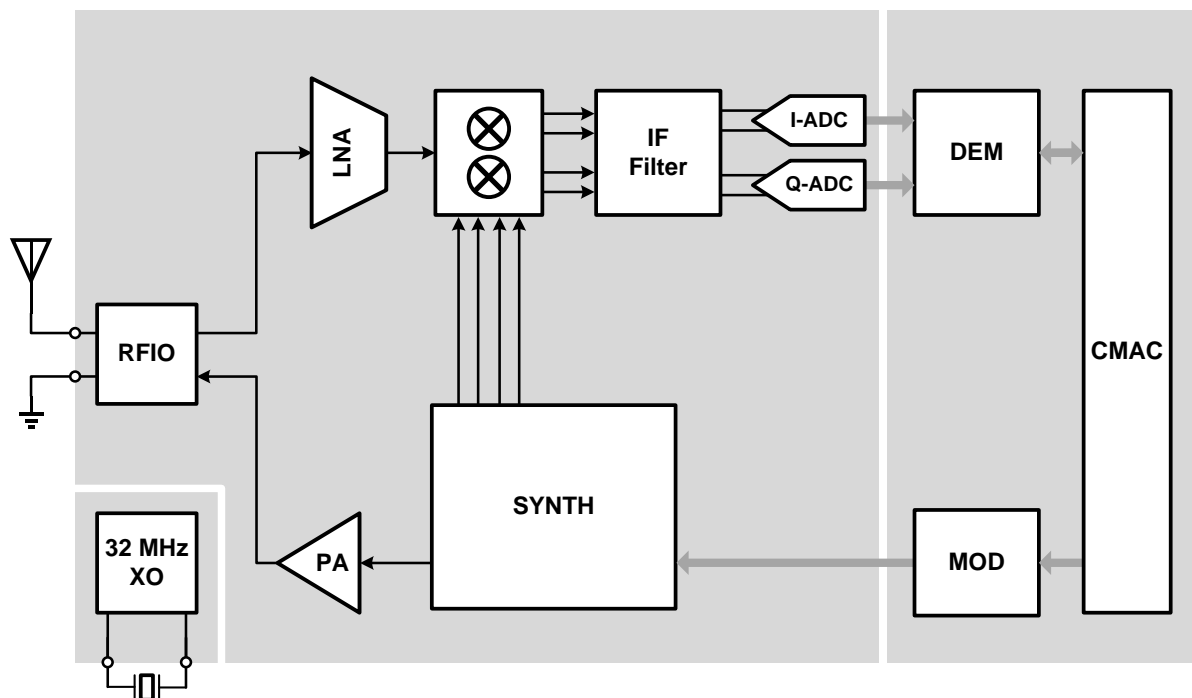 LNA
IF
Filter
I-ADC
Q-ADC
DEM
RFIO
CMAC
SYNTH
32 MHz
XO
PA
MOD